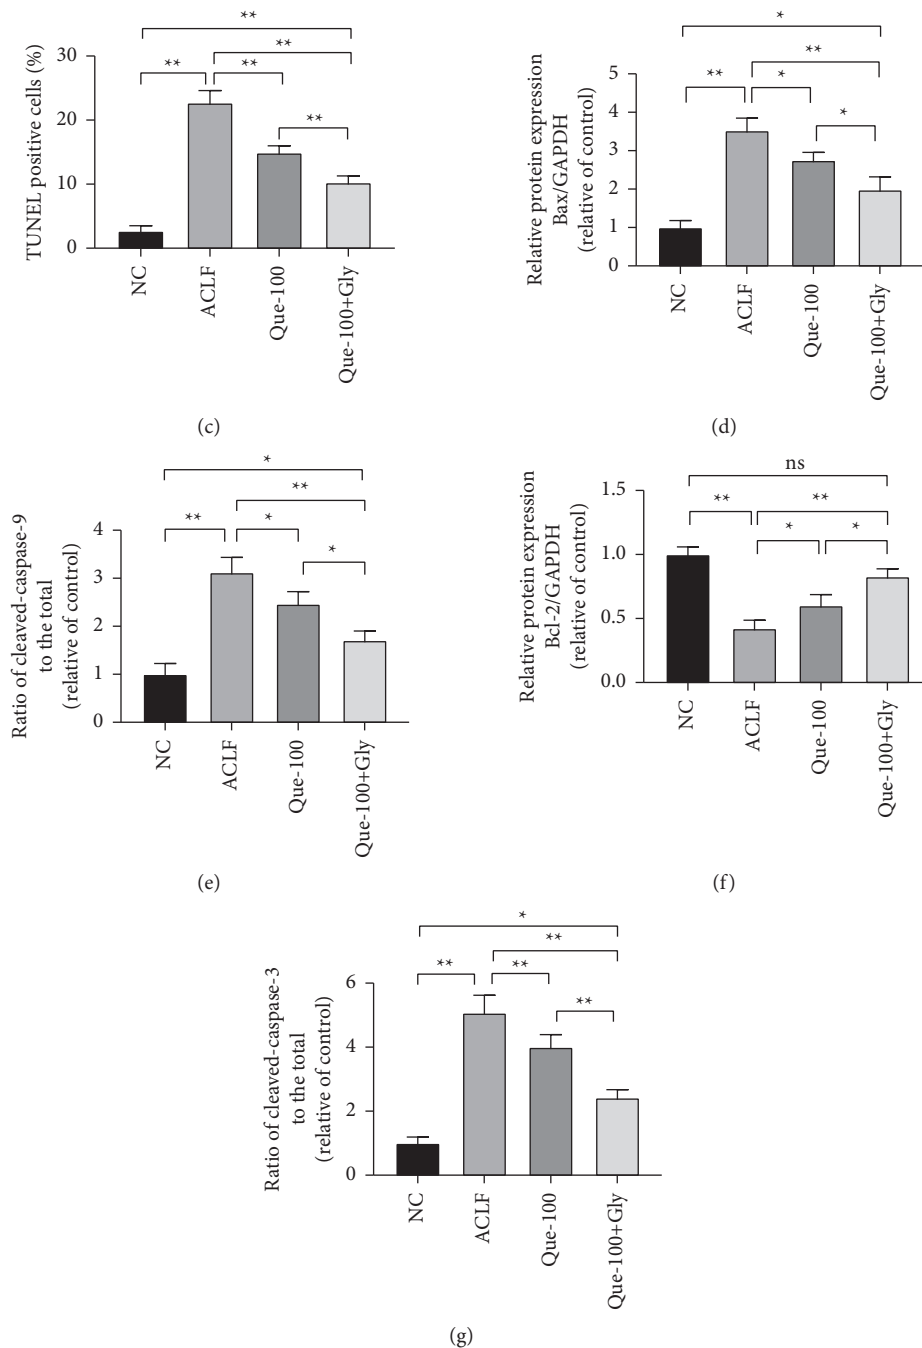 **
**
** ** **
30
20
10
0
TUNEL positive cells (%)
NC
ACLF
Que-100
Que-100+Gly
(c)
*
**
** * *
5
4
3
2
1
0
Relative protein expression
Bax/GAPDH
(relative of control)
NC
ACLF
Que-100
Que-100+Gly
(d)
*
**
** * *
4
3
2
1
0
Ratio of cleaved-caspase-9
to the total
(relative of control)
NC
ACLF
Que-100
Que-100+Gly
(e)
ns
** **
* *
1.5
1.0
0.5
0.0
Relative protein expression
Bcl-2/GAPDH
(relative of control)
NC
ACLF
Que-100
Que-100+Gly
(f)
*
**
** ** **
6
4
2
0
Ratio of cleaved-caspase-3
to the total
(relative of control)
NC
ACLF
Que-100
Que-100+Gly
(g)